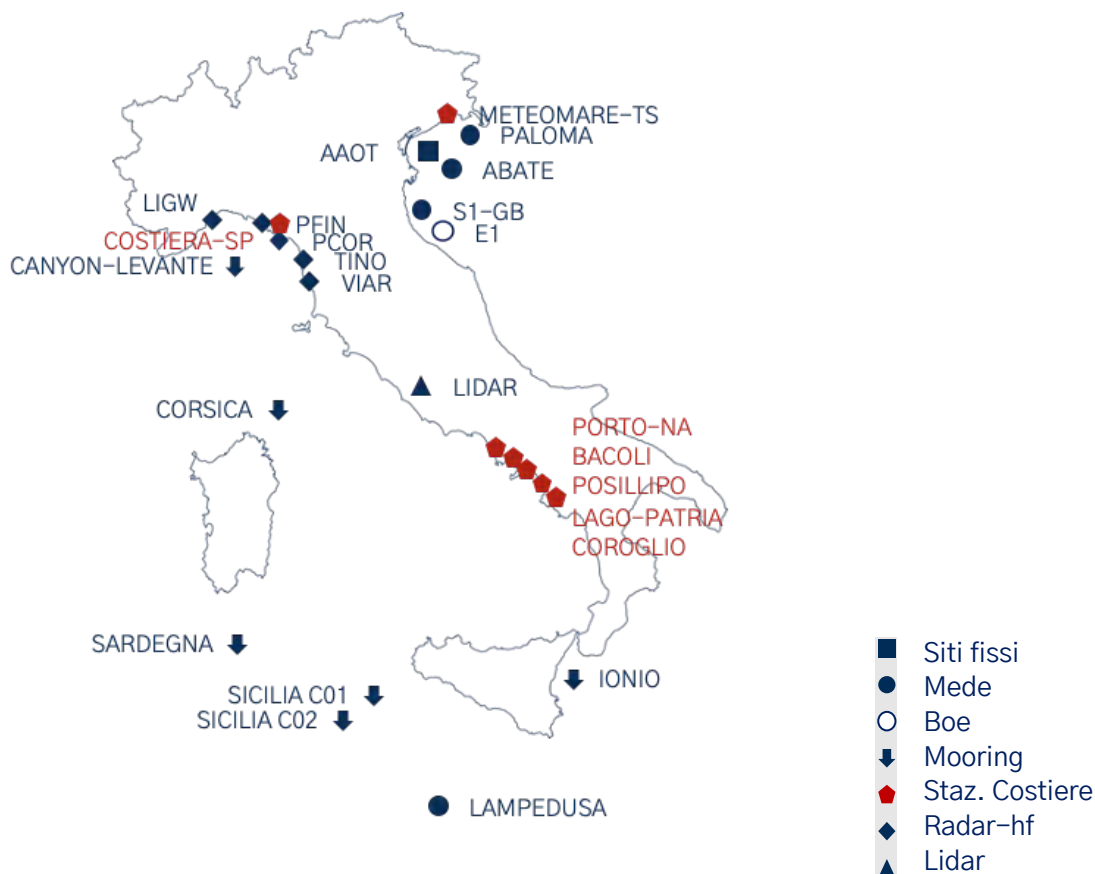 METEOMARE-TS
PALOMA
AAOT
ABATE
LIGW
S1-GB
PFIN
E1
COSTIERA-SP
PCOR
CANYON-LEVANTE
TINO
VIAR
LIDAR
CORSICA
PORTO-NA
BACOLI
POSILLIPO
LAGO-PATRIA
COROGLIO
SARDEGNA
IONIO
SICILIA C01
SICILIA C02
LAMPEDUSA
Siti fissi
Mede
Boe
Mooring
Staz. Costiere
Radar-hf
Lidar